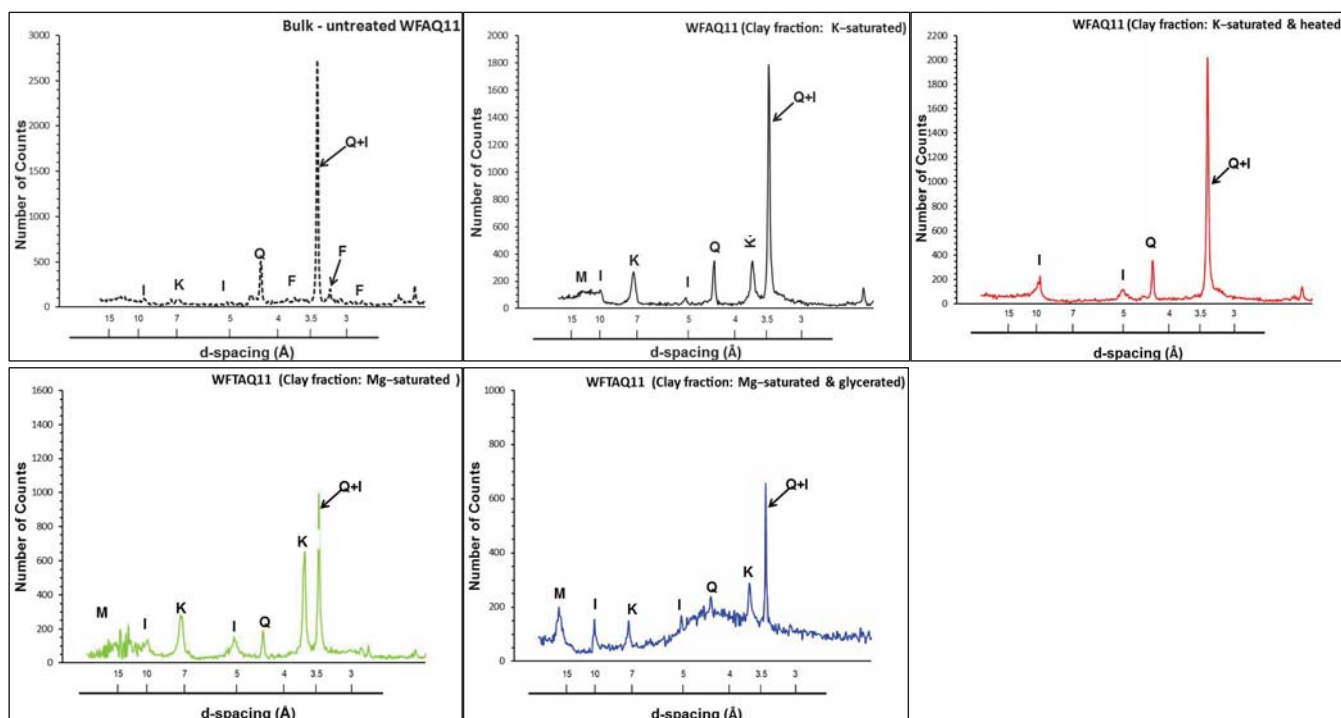 Bulk - untreated WFAQ11
3000
2500
2000
1500
1000
500
0
Number of Counts
Q+I
I
K
I
Q
F
F
F
15 10 7 5 4 3.5 3
d-spacing (Å)
WFAQ11 (Clay fraction: K–saturated)
2000
1800
1600
1400
1200
1000
800
600
400
200
0
Number of Counts
Q+I
M
I
K
I
Q
K
15 10 7 5 4 3.5 3
d-spacing (Å)
WFAQ11 (Clay fraction: K–saturated & heated)
2200
2000
1800
1600
1400
1200
1000
800
600
400
200
0
Number of Counts
Q+I
I
I
Q
15 10 7 5 4 3.5 3
d-spacing (Å)
WFTAQ11 (Clay fraction: Mg–saturated )
1600
1400
1200
1000
800
600
400
200
0
Number of Counts
Q+I
M
I
K
I
Q
K
15 10 7 5 4 3.5 3
d-spacing (Å)
WFTAQ11 (Clay fraction: Mg–saturated & glycerated)
1000
800
600
400
200
0
Number of Counts
Q+I
M
I
K
I
Q
K
15 10 7 5 4 3.5 3
d-spacing (Å)